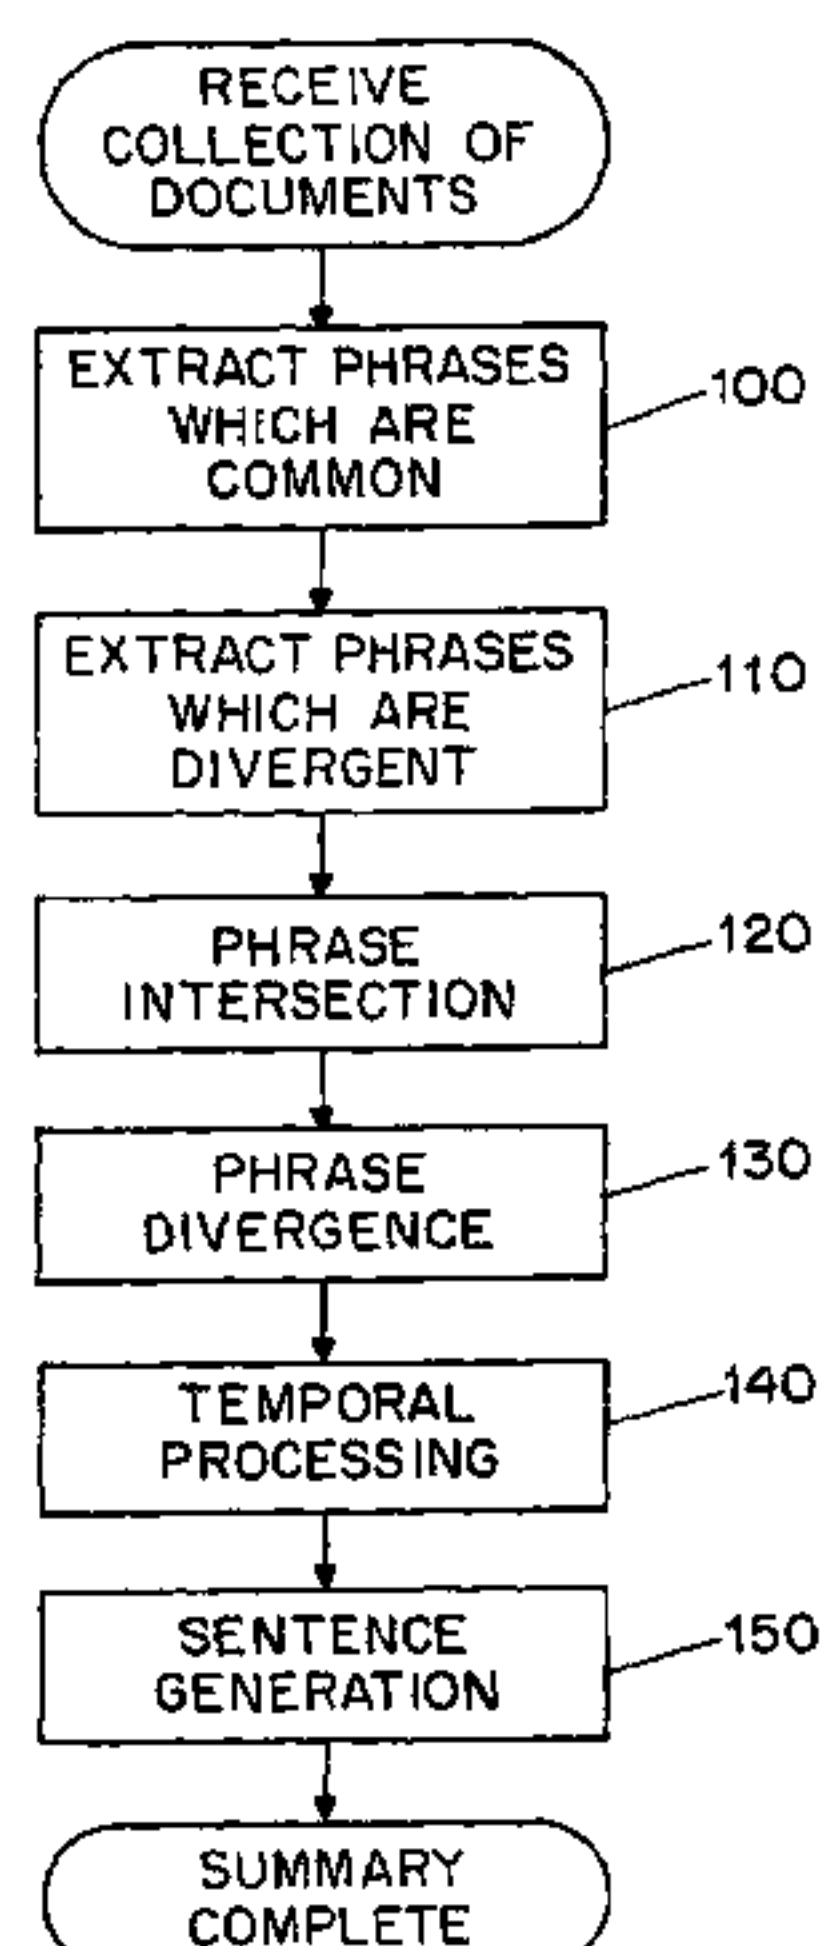 RECEIVE
COLLECTION OF
DOCUMENTS
EXTRACT PHRASES
WHICH ARE
COMMON
100
EXTRACT PHRASES
WHICH ARE
DIVERGENT
110
PHRASE
INTERSECTION
120
PHRASE
DIVERGENCE
130
TEMPORAL
PROCESSING
140
SENTENCE
GENERATION
150
SUMMARY
COMPLETE